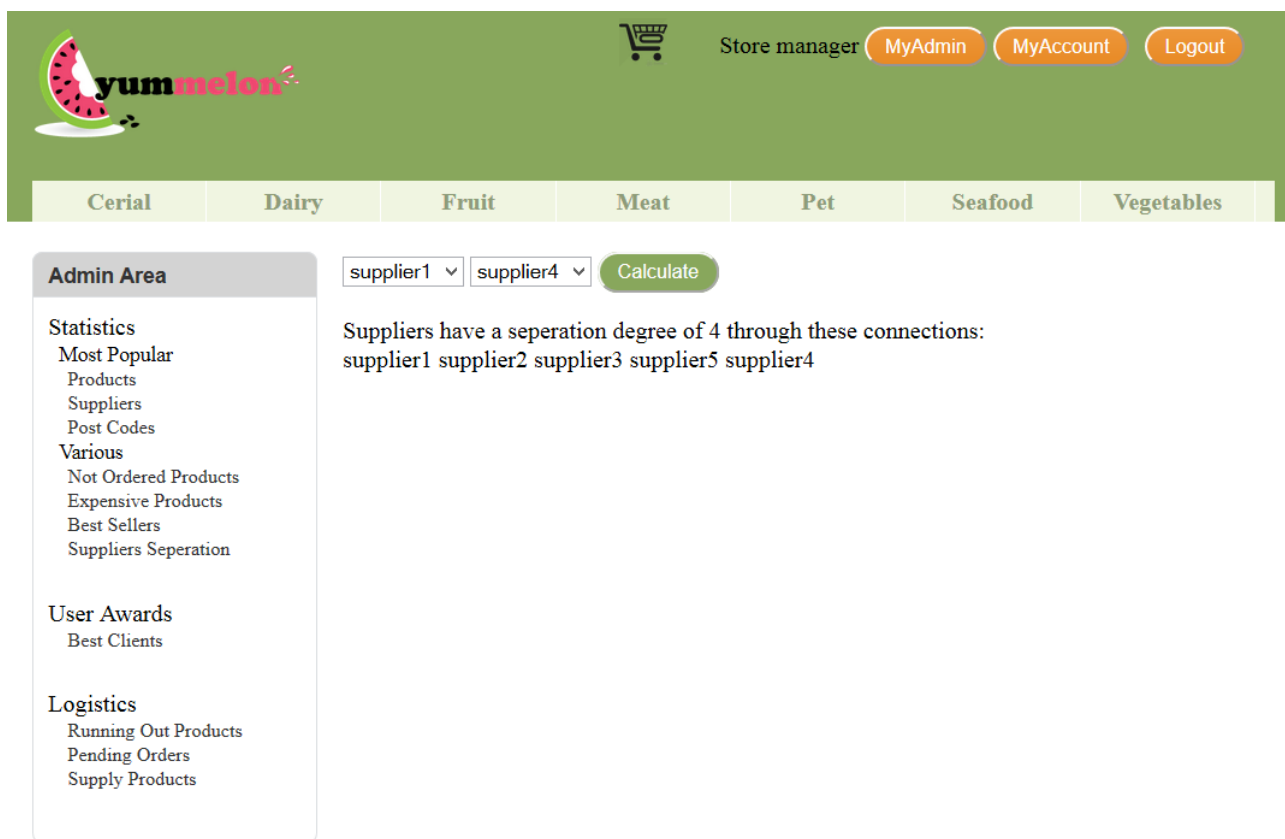 yummelon
Store manager MyAdmin MyAccount Logout
Cerial Dairy Fruit Meat Pet Seafood Vegetables
Admin Area
Statistics
Most Popular
Products
Suppliers
Post Codes
Various
Not Ordered Products
Expensive Products
Best Sellers
Suppliers Seperation
User Awards
Best Clients
Logistics
Running Out Products
Pending Orders
Supply Products
supplier1 supplier4 Calculate
Suppliers have a seperation degree of 4 through these connections:
supplier1 supplier2 supplier3 supplier5 supplier4